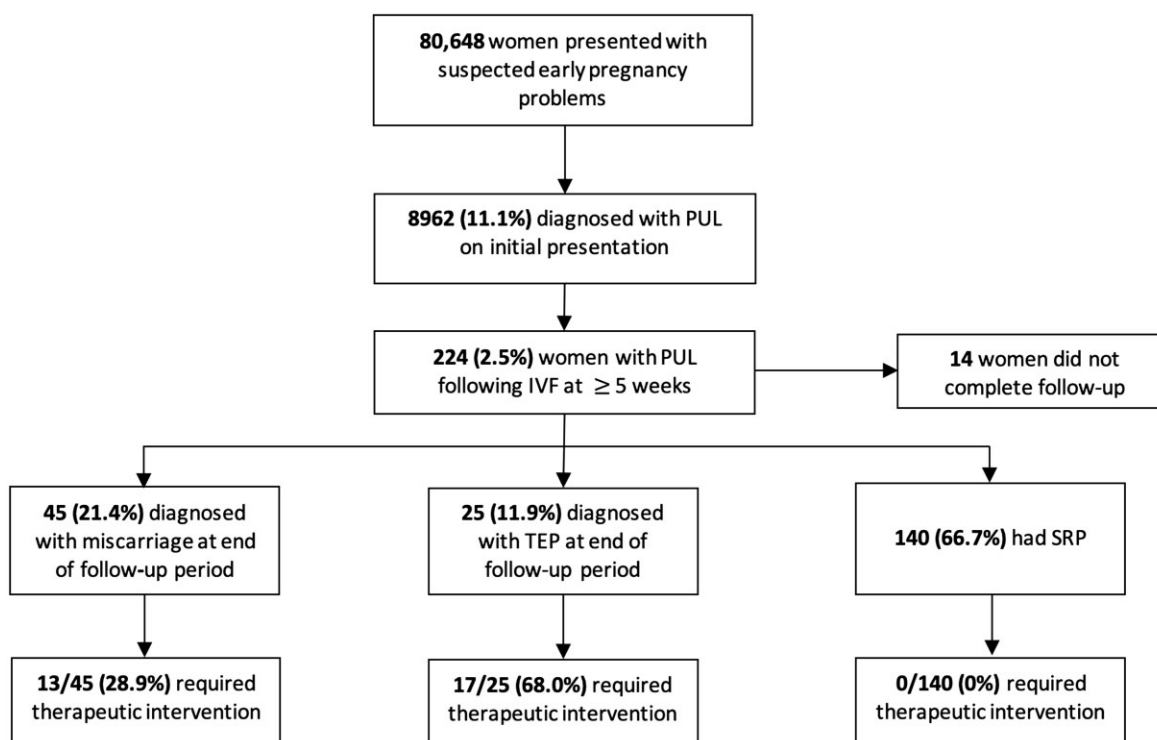 80,648 women presented with
suspected early pregnancy
problems
8962 (11.1%) diagnosed with PUL
on initial presentation
224 (2.5%) women with PUL
following IVF at ≥ 5 weeks
14 women did not
complete follow-up
45 (21.4%) diagnosed
with miscarriage at end
of follow-up period
25 (11.9%) diagnosed
with TEP at end of
follow-up period
140 (66.7%) had SRP
13/45 (28.9%) required
therapeutic intervention
17/25 (68.0%) required
therapeutic intervention
0/140 (0%) required
therapeutic intervention